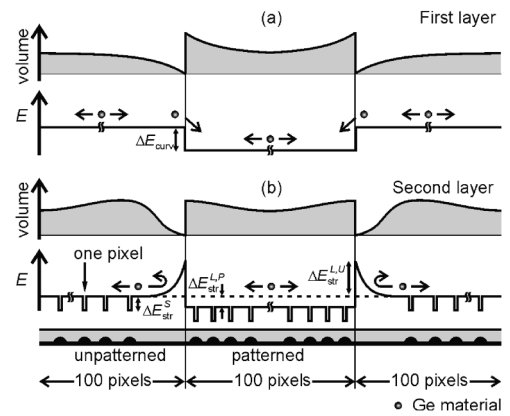 (a)
First layer
volume
E
ΔE_curv
(b)
Second layer
volume
one pixel
E
ΔE_str^S
ΔE_str^{L,P}
ΔE_str^{L,U}
unpatterned
patterned
100 pixels
100 pixels
100 pixels
Ge material